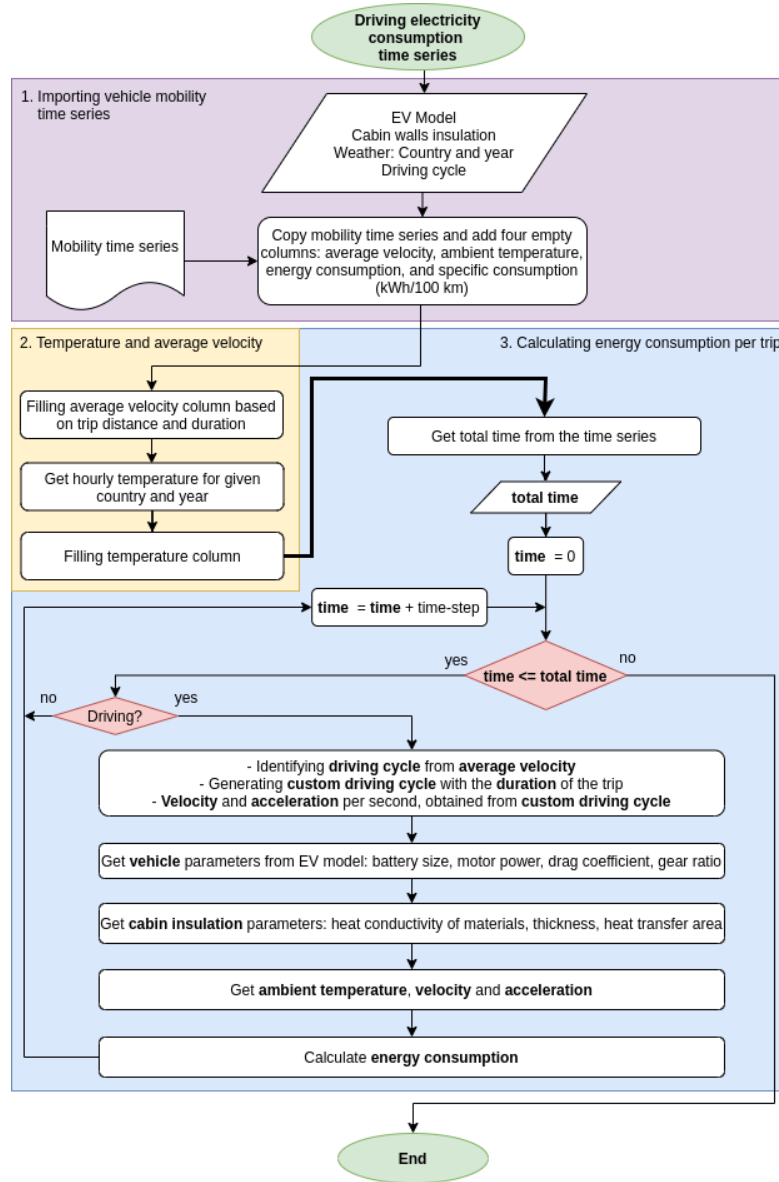 Driving electricity
consumption
time series
1. Importing vehicle mobility
time series
EV Model
Cabin walls insulation
Weather: Country and year
Driving cycle
Mobility time series
Copy mobility time series and add four empty
columns: average velocity, ambient temperature,
energy consumption, and specific consumption
(kWh/100 km)
2. Temperature and average velocity
3. Calculating energy consumption per trip
Filling average velocity column based
on trip distance and duration
Get hourly temperature for given
country and year
Filling temperature column
Get total time from the time series
total time
time = 0
time = time + time-step
time <= total time
yes
no
Driving?
no
yes
- Identifying driving cycle from average velocity
- Generating custom driving cycle with the duration of the trip
- Velocity and acceleration per second, obtained from custom driving cycle
Get vehicle parameters from EV model: battery size, motor power, drag coefficient, gear ratio
Get cabin insulation parameters: heat conductivity of materials, thickness, heat transfer area
Get ambient temperature, velocity and acceleration
Calculate energy consumption
End